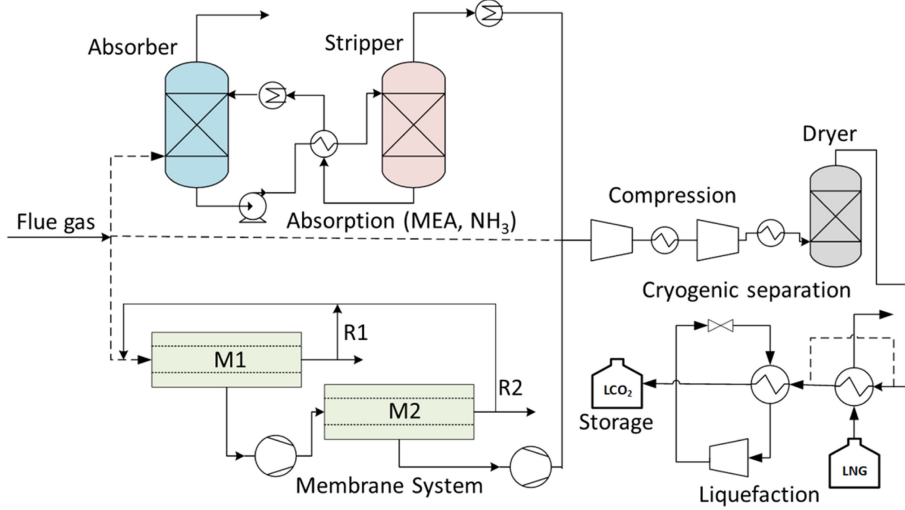 Absorber
Stripper
Dryer
Flue gas
Absorption (MEA, NH₃)
Compression
Cryogenic separation
R1
M1
R2
M2
LCO₂
Storage
LNG
Membrane System
Liquefaction